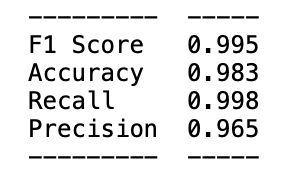 ---------  -----
F1 Score   0.995
Accuracy   0.983
Recall     0.998
Precision  0.965
---------  -----